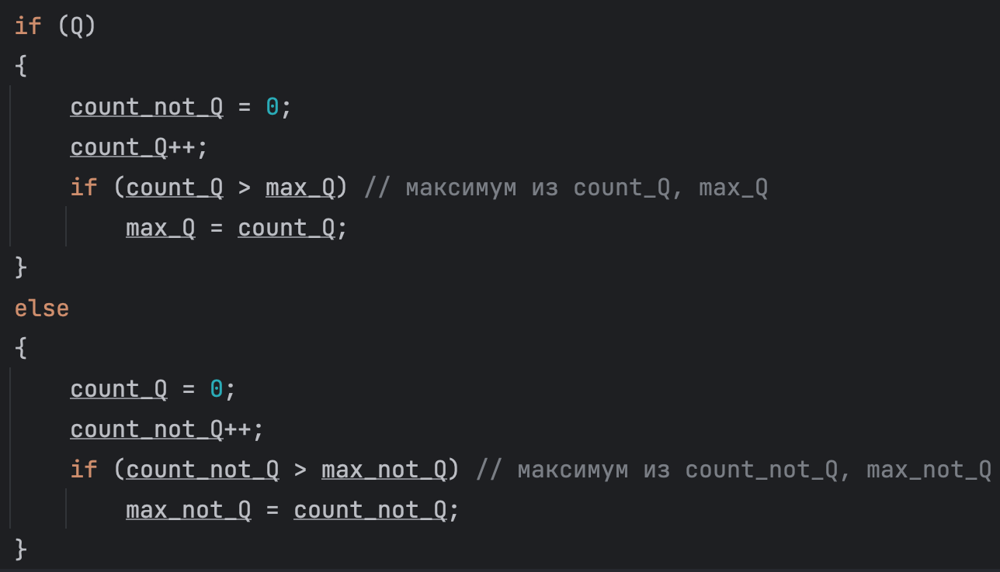 if (Q)
{
count_not_Q = 0;
count_Q++;
if (count_Q > max_Q) // максимум из count_Q, max_Q
max_Q = count_Q;
}
else
{
count_Q = 0;
count_not_Q++;
if (count_not_Q > max_not_Q) // максимум из count_not_Q, max_not_Q
max_not_Q = count_not_Q;
}